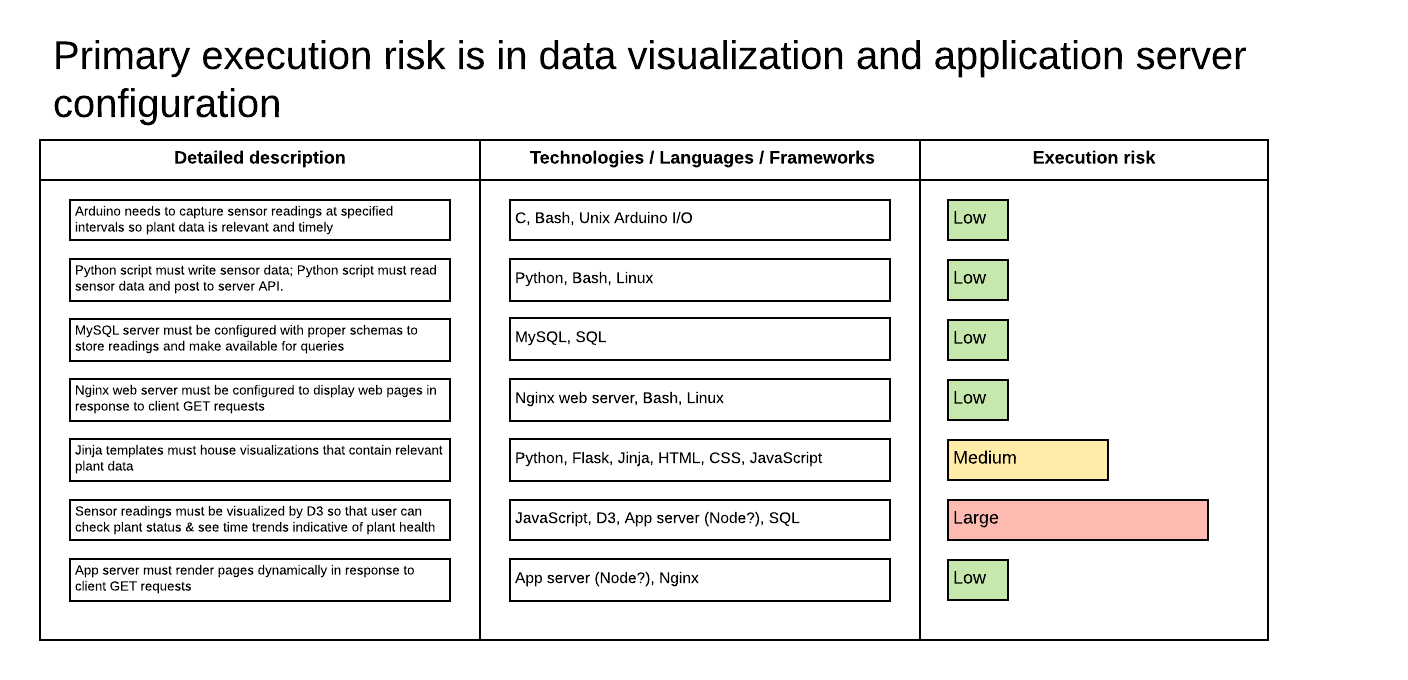 Primary execution risk is in data visualization and application server
configuration
Detailed description
Technologies / Languages / Frameworks
Execution risk
Arduino needs to capture sensor readings at specified
intervals so plant data is relevant and timely
C, Bash, Unix Arduino I/O
Low
Python script must write sensor data; Python script must read
sensor data and post to server API.
Python, Bash, Linux
Low
MySQL server must be configured with proper schemas to
store readings and make available for queries
MySQL, SQL
Low
Nginx web server must be configured to display web pages in
response to client GET requests
Nginx web server, Bash, Linux
Low
Jinja templates must house visualizations that contain relevant
plant data
Python, Flask, Jinja, HTML, CSS, JavaScript
Medium
Sensor readings must be visualized by D3 so that user can
check plant status & see time trends indicative of plant health
JavaScript, D3, App server (Node?), SQL
Large
App server must render pages dynamically in response to
client GET requests
App server (Node?), Nginx
Low